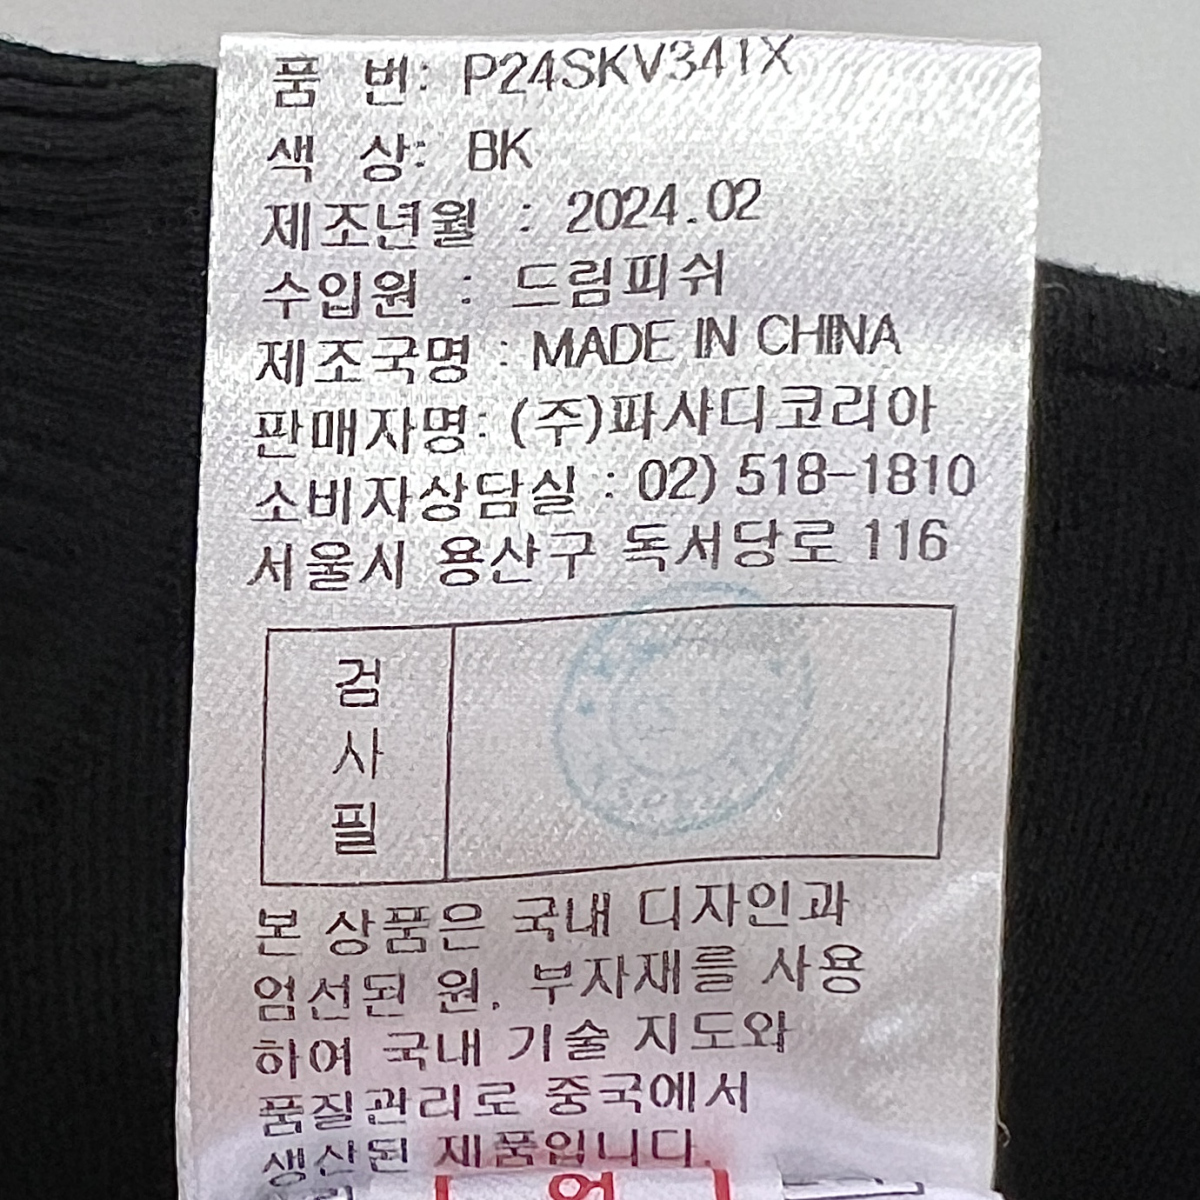 품 번: P24SKV341X
색 상: BK
제조년월 : 2024.02
수입원 : 드림피쉬
제조국명 : MADE IN CHINA
판매자명: (주)파사디코리아
소비자상담실 : 02) 518-1810
서울시 용산구 독서당로 116
검
사
필
본 상품은 국내 디자인과
엄선된 원, 부자재를 사용
하여 국내 기술 지도와
품질관리로 중국에서
생산된 제품입니다.